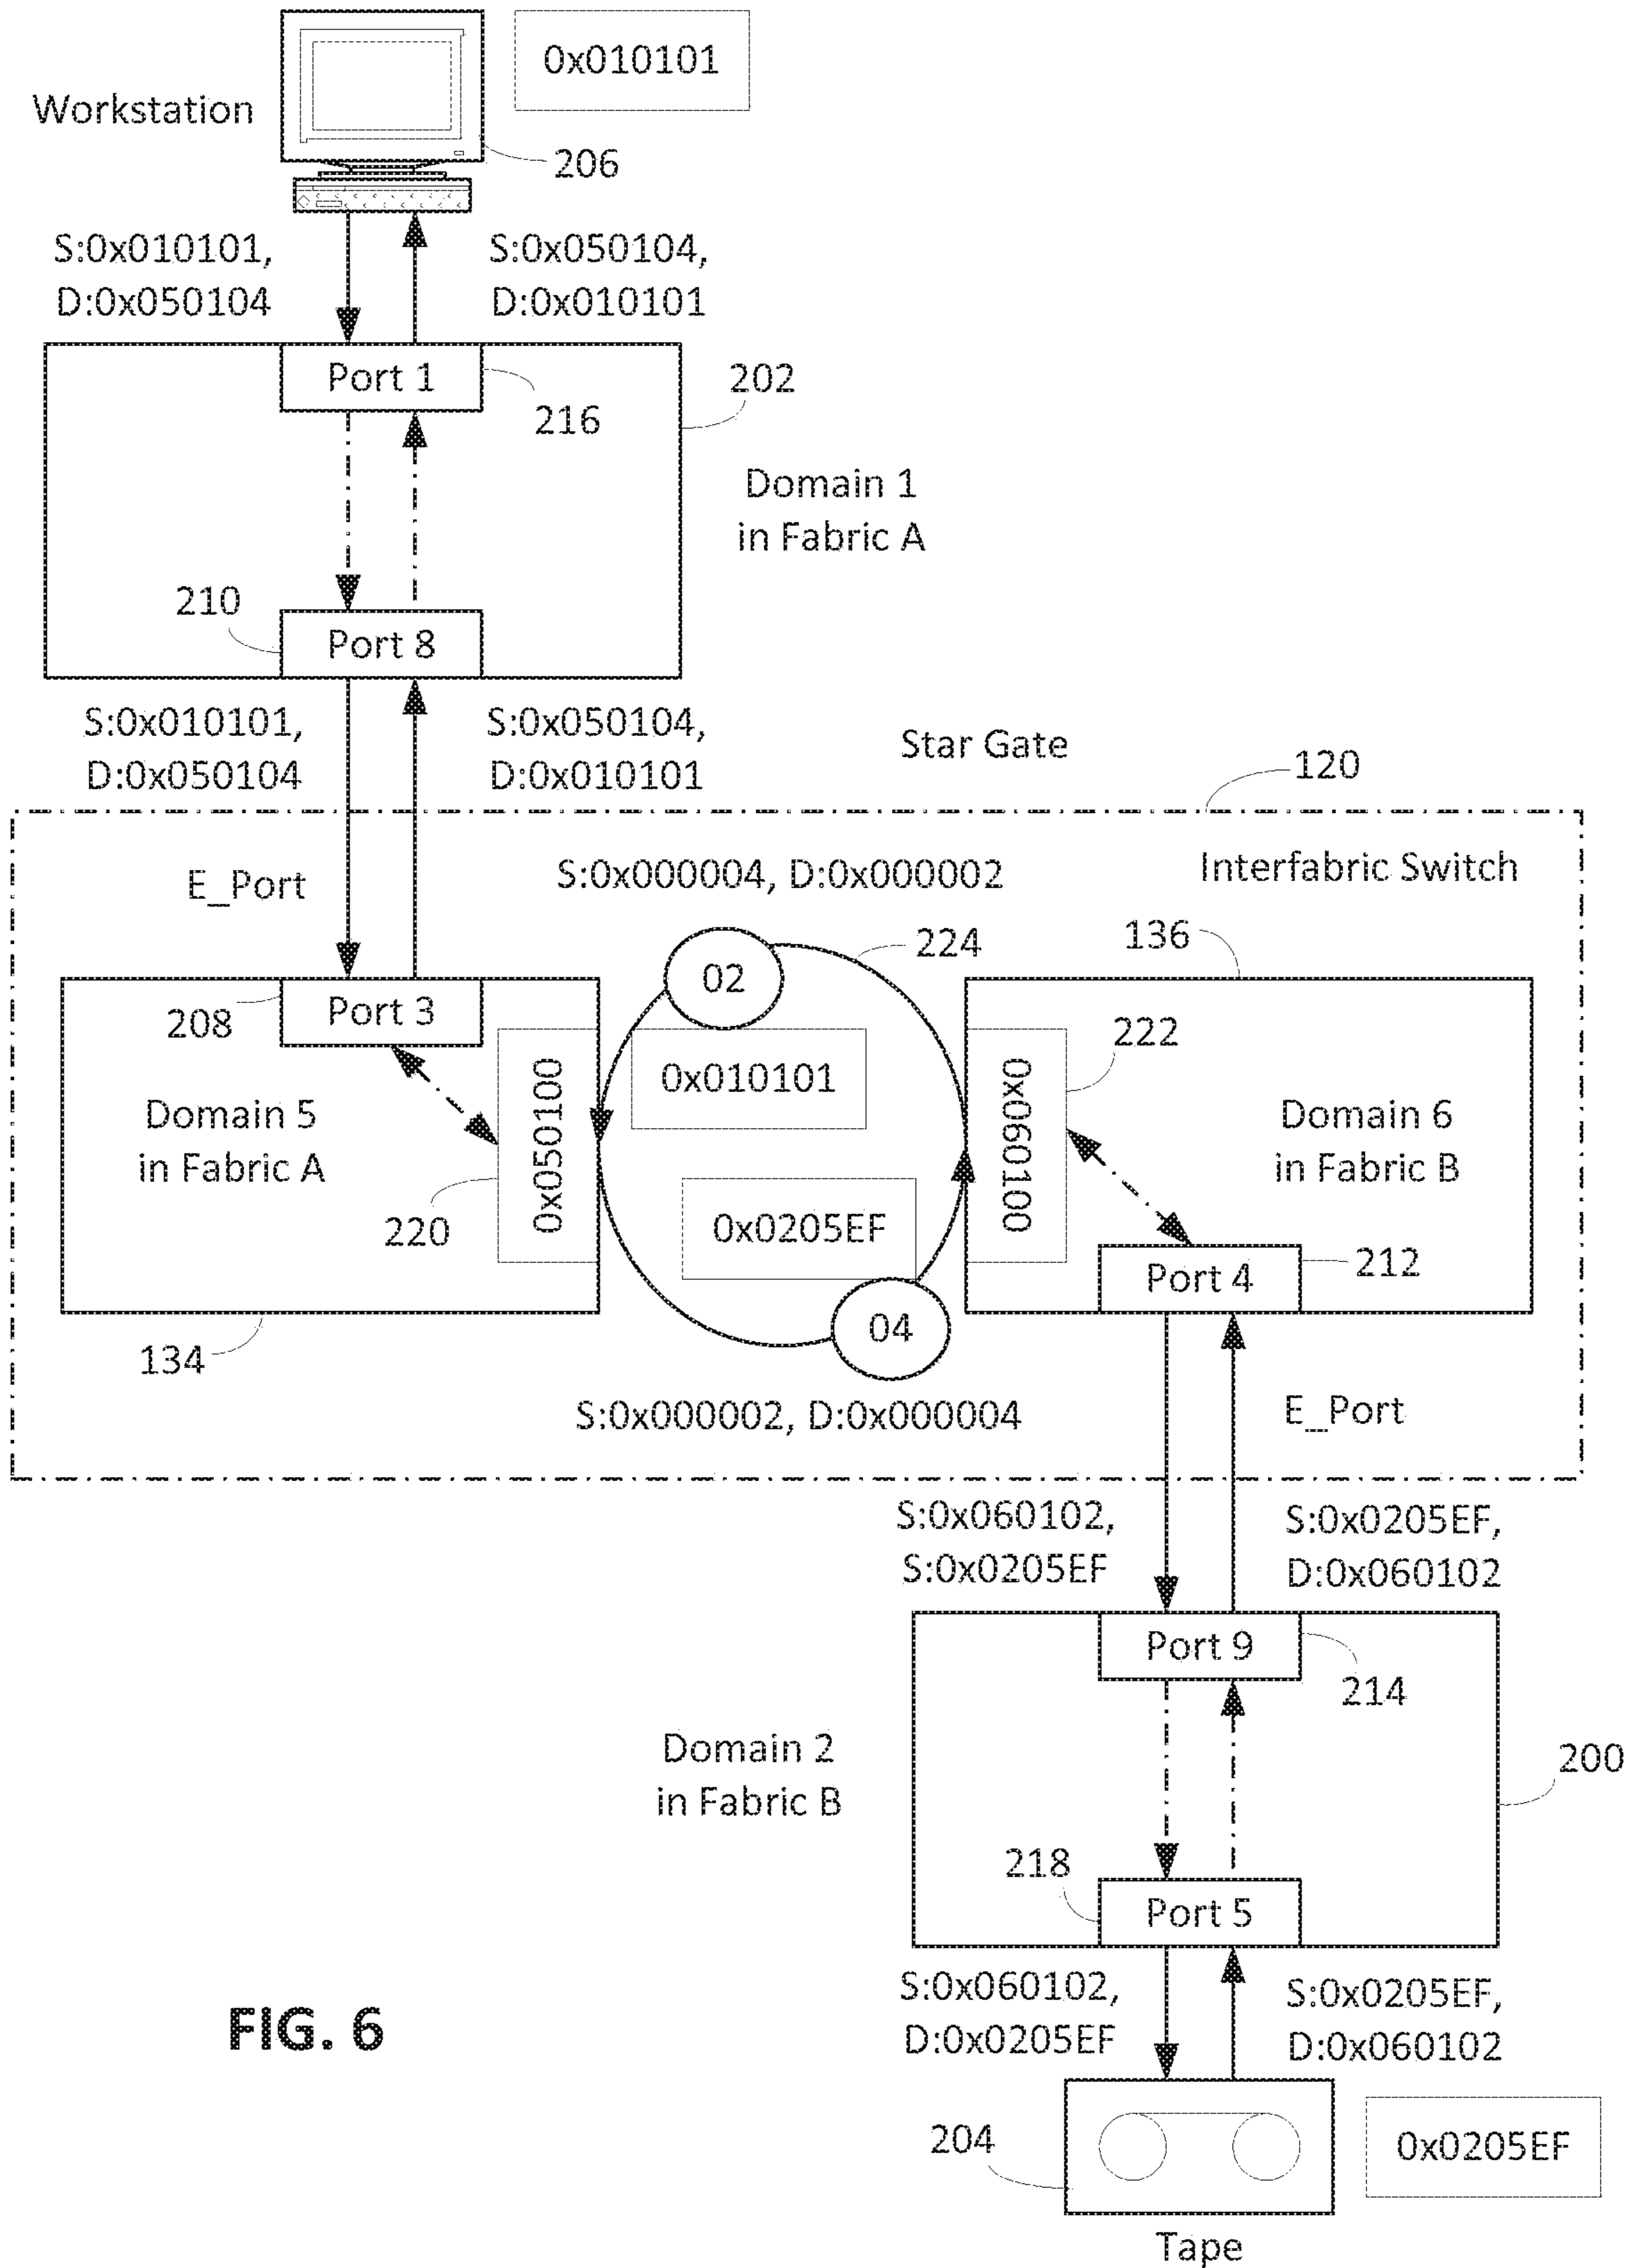 0x010101
Workstation
206
S:0x010101,
D:0x050104
S:0x050104,
D:0x010101
Port 1
216
202
Domain 1
in Fabric A
210
Port 8
S:0x010101,
D:0x050104
S:0x050104,
D:0x010101
Star Gate
120
E_Port
S:0x000004, D:0x000002
Interfabric Switch
02
224
136
208
Port 3
222
0x010101
0x050100
0x060100
Domain 5
in Fabric A
Domain 6
in Fabric B
220
0x0205EF
Port 4
212
04
134
S:0x000002, D:0x000004
E_Port
S:0x060102,
S:0x0205EF
S:0x0205EF,
D:0x060102
Port 9
214
Domain 2
in Fabric B
200
218
Port 5
S:0x060102,
D:0x0205EF
S:0x0205EF,
D:0x060102
FIG. 6
204
0x0205EF
Tape